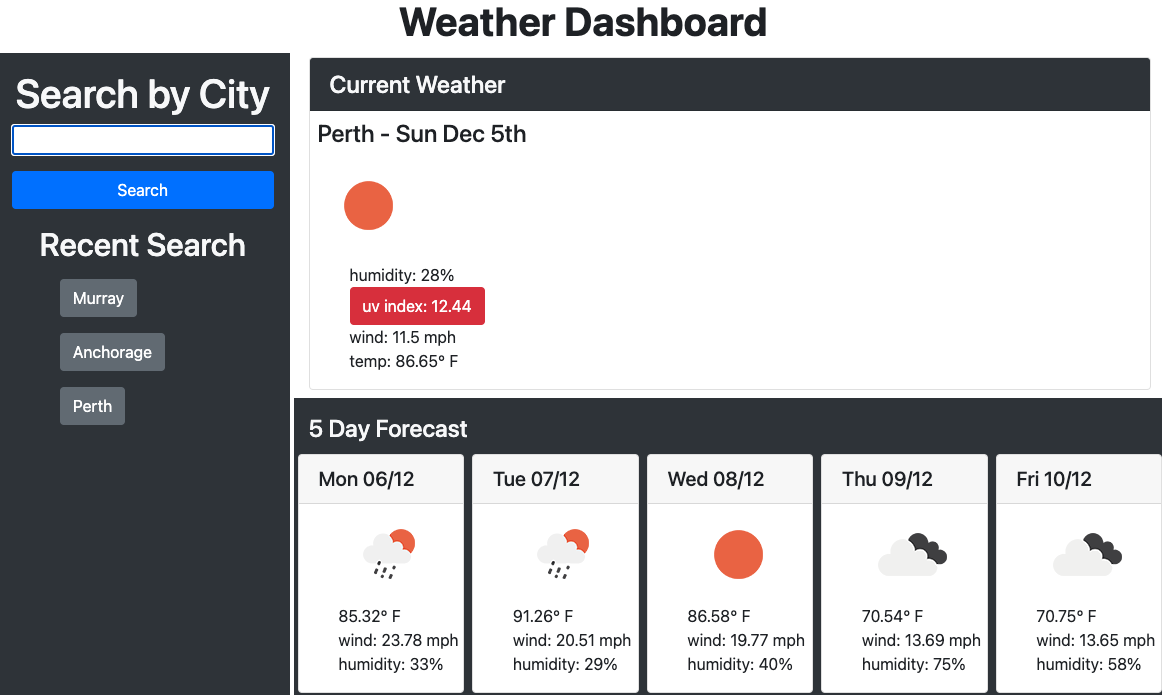 Weather Dashboard
Search by City
Search
Recent Search
Murray
Anchorage
Perth
Current Weather
Perth - Sun Dec 5th
humidity: 28%
uv index: 12.44
wind: 11.5 mph
temp: 86.65° F
5 Day Forecast
Mon 06/12
85.32° F
wind: 23.78 mph
humidity: 33%
Tue 07/12
91.26° F
wind: 20.51 mph
humidity: 29%
Wed 08/12
86.58° F
wind: 19.77 mph
humidity: 40%
Thu 09/12
70.54° F
wind: 13.69 mph
humidity: 75%
Fri 10/12
70.75° F
wind: 13.65 mph
humidity: 58%